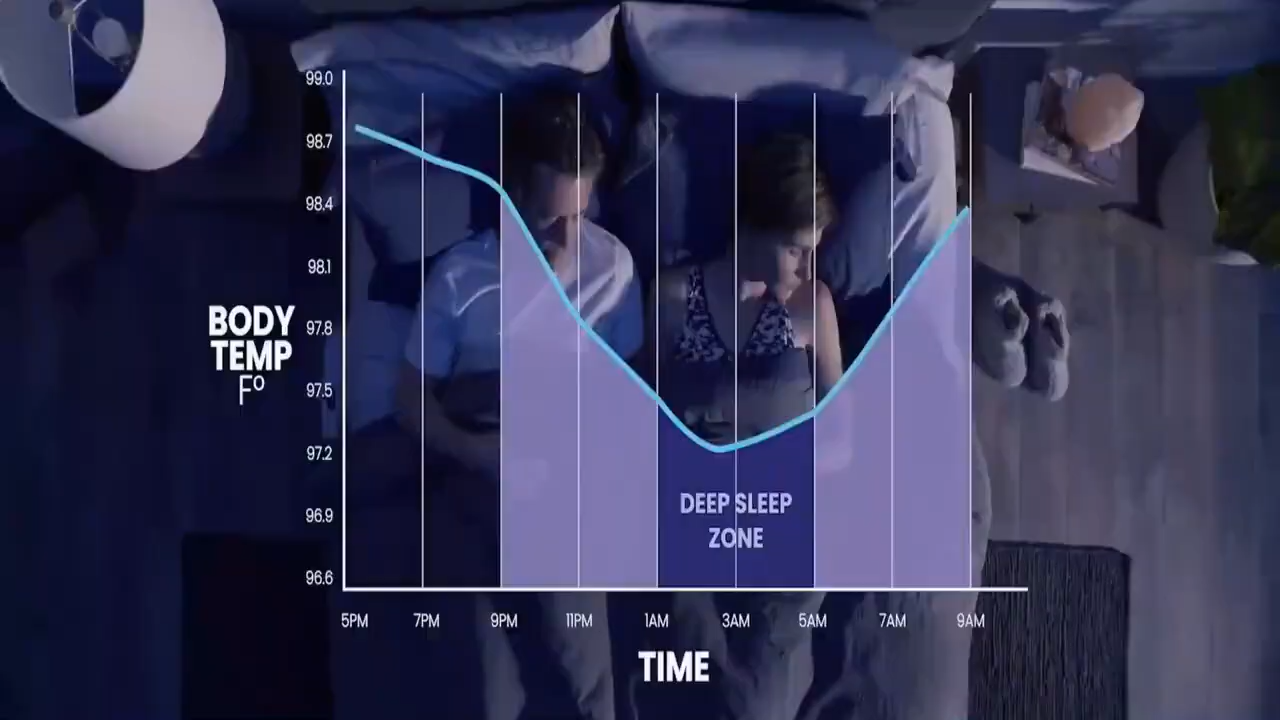 99.0
98.7
98.4
98.1
97.8
97.5
97.2
96.9
96.6
BODY
TEMP
Fº
DEEP SLEEP
ZONE
5PM 7PM 9PM 11PM 1AM 3AM 5AM 7AM 9AM
TIME